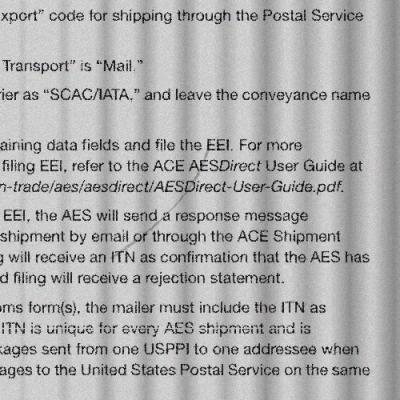 xport” code for shipping through the Postal Service
Transport” is “Mail.”
rier as “SCAC/IATA,” and leave the conveyance name
aining data fields and file the EEI. For more
filing EEI, refer to the ACE AESDirect User Guide at
n-trade/aes/aesdirect/AESDirect-User-Guide.pdf.
EEI, the AES will send a response message
shipment by email or through the ACE Shipment
g will receive an ITN as confirmation that the AES has
d filing will receive a rejection statement.
oms form(s), the mailer must include the ITN as
ITN is unique for every AES shipment and is
kages sent from one USPPI to one addressee when
ages to the United States Postal Service on the same